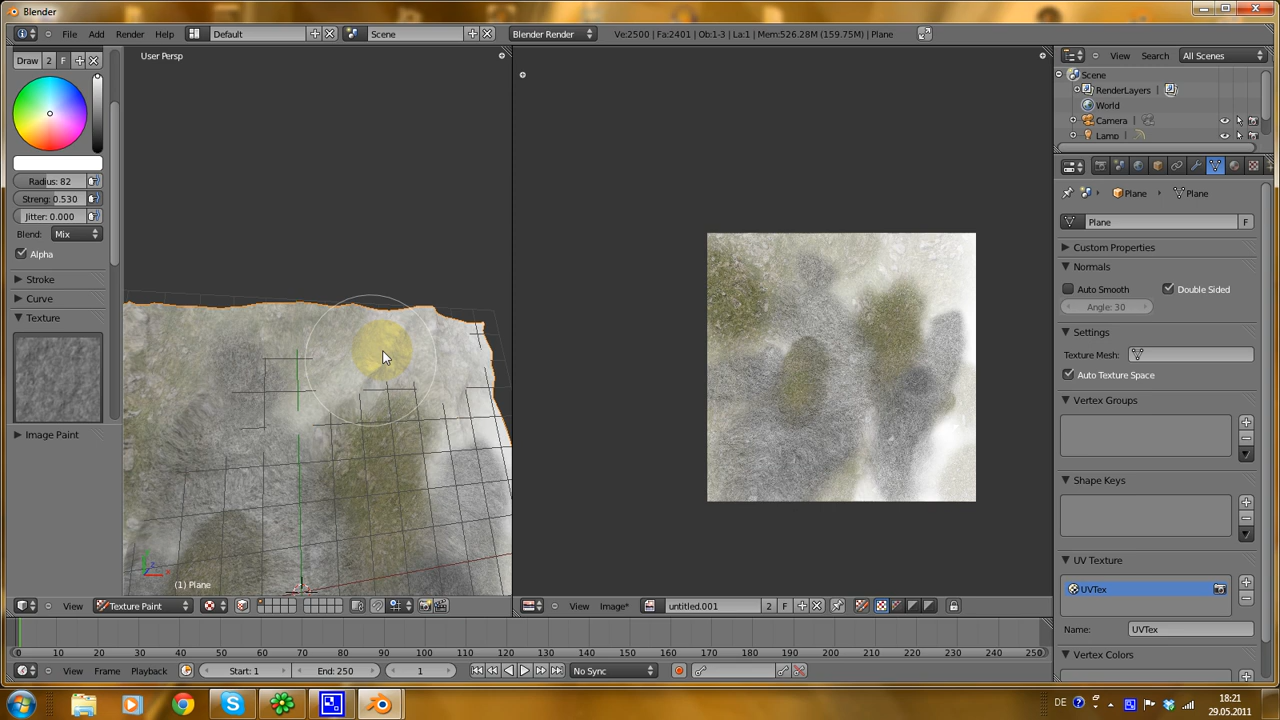 Blender
File Add Render Help Default Scene Blender Render Ve:2500 | Fa:2401 | Ob:1-3 | La:1 | Mem:526.28M (159.75M) | Plane
Draw 2 F
User Persp
View Search All Scenes
Scene
RenderLayers |
World
Camera |
Lamp |
Radius: 82
Streng: 0.530
Jitter: 0.000
Blend: Mix
Alpha
Stroke
Curve
Texture
Image Paint
Plane Plane
Plane F
Custom Properties
Normals
Auto Smooth Double Sided
Angle: 30
Settings
Texture Mesh:
Auto Texture Space
Vertex Groups
Shape Keys
UV Texture
UVTex
Name: UVTex
Vertex Colors
(1) Plane
View Texture Paint
View Image* untitled.001 2 F
0 10 20 30 40 50 60 70 80 90 100 110 120 130 140 150 160 170 180 190 200 210 220 230 240 250
View Frame Playback Start: 1 End: 250 1 No Sync
DE 18:21
29.05.2011